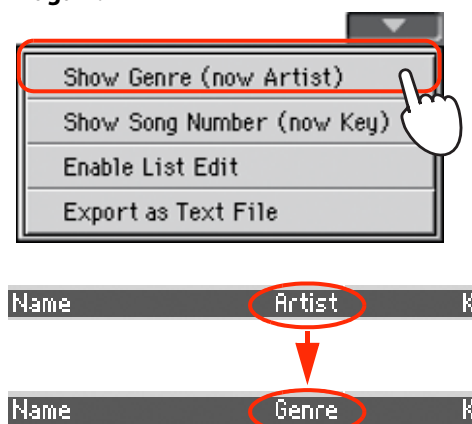 Show Genre (now Artist)
Show Song Number (now Key)
Enable List Edit
Export as Text File
Name Artist K
Name Genre K